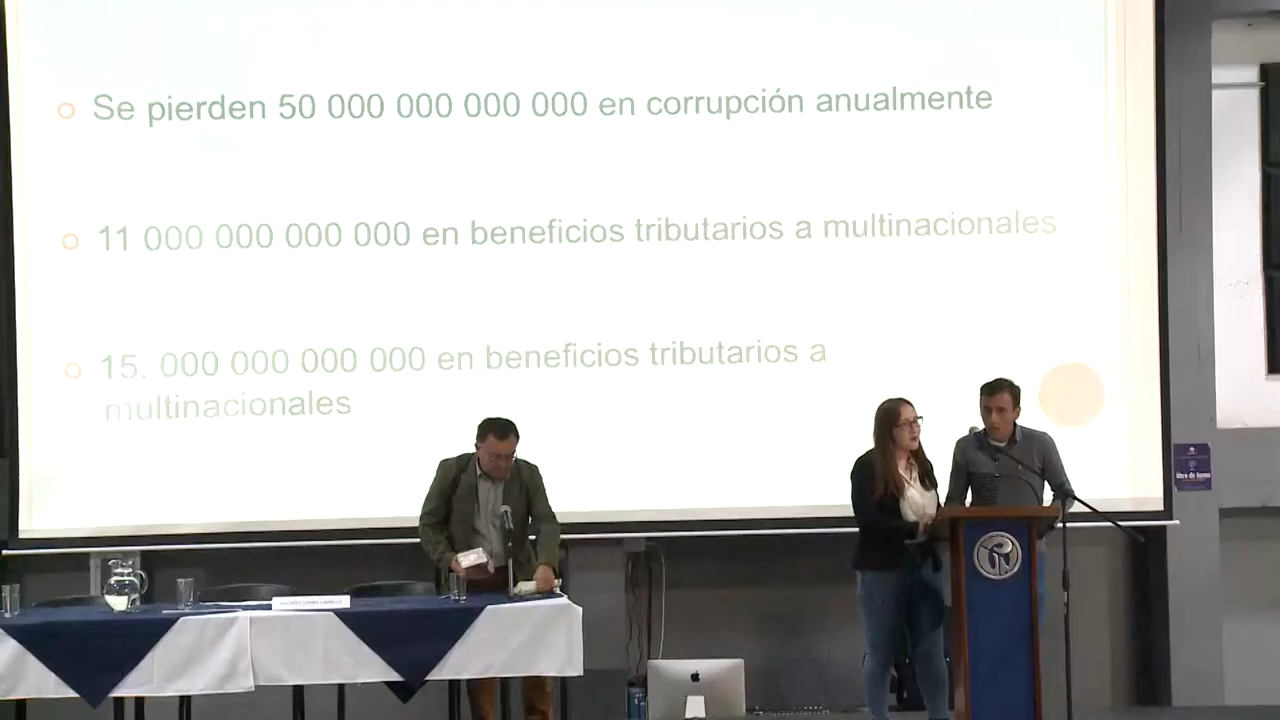 Se pierden 50 000 000 000 000 en corrupción anualmente
11 000 000 000 000 en beneficios tributarios a multinacionales
15. 000 000 000 000 en beneficios tributarios a
multinacionales